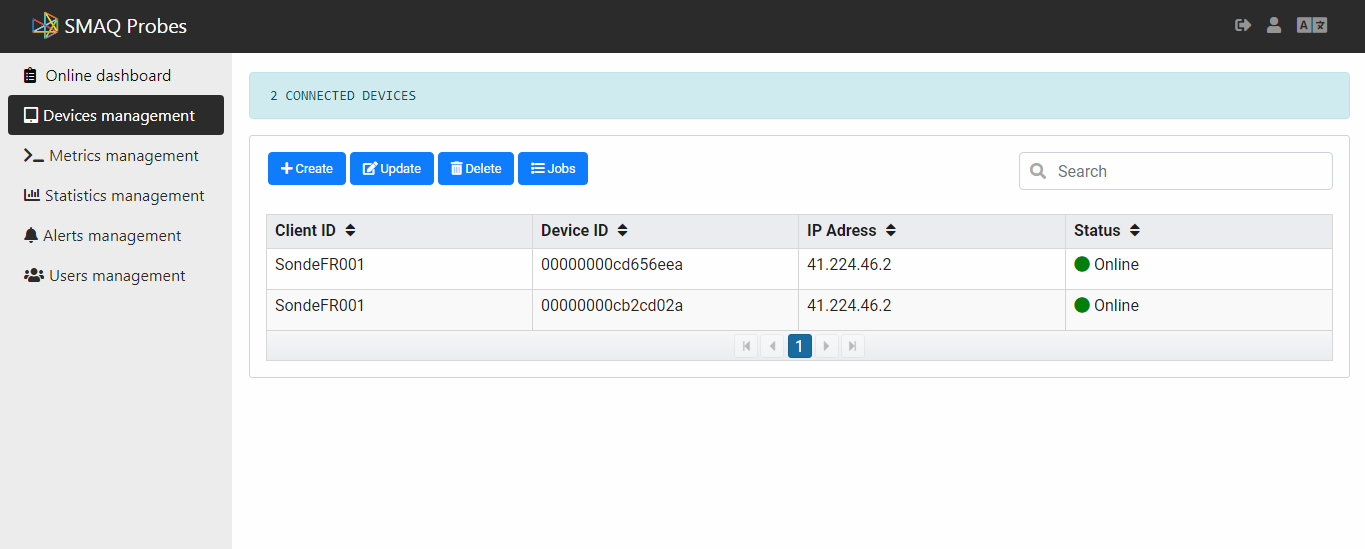 SMAQ Probes
A
Online dashboard
Devices management
Metrics management
Statistics management
Alerts management
Users management
2 CONNECTED DEVICES
Create Update Delete Jobs Search
Client ID Device ID IP Adress Status
SondeFR001 00000000cd656eea 41.224.46.2 Online
SondeFR001 00000000cb2cd02a 41.224.46.2 Online
1